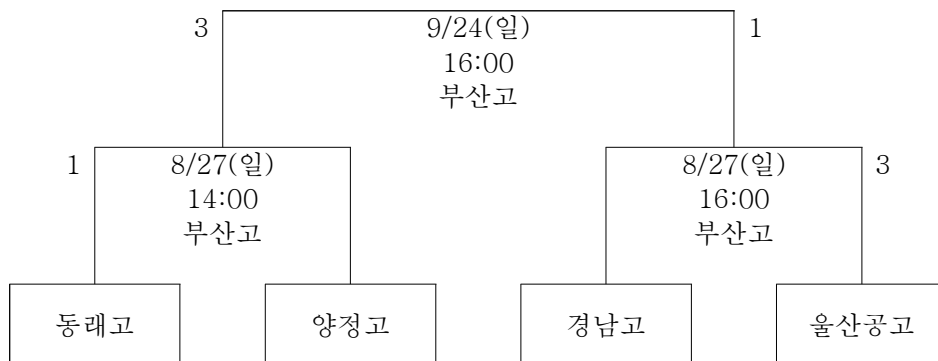 3
9/24(일)
1
16:00
부산고
1
8/27(일)
14:00
부산고
8/27(일)
3
16:00
부산고
동래고
양정고
경남고
울산공고